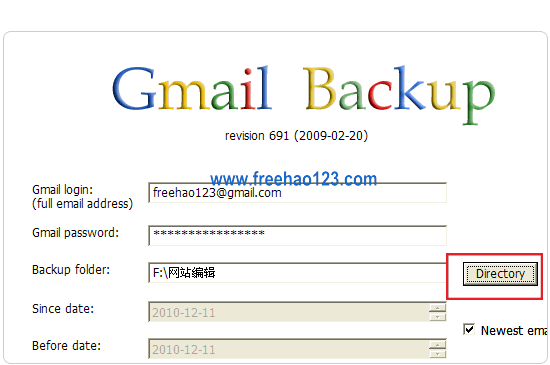 Gmail Backup
revision 691 (2009-02-20)
www.freehao123.com
Gmail login:
(full email address)
freehao123@gmail.com
Gmail password:
****************
Backup folder:
F:\网站编辑
Directory
Since date:
2010-12-11
Newest ema
Before date:
2010-12-11